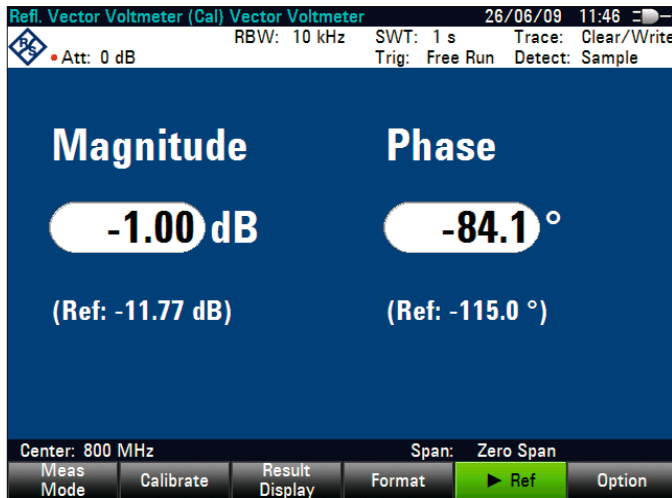 Refl. Vector Voltmeter (Cal) Vector Voltmeter 26/06/09 11:46
RBW: 10 kHz SWT: 1 s Trace: Clear/Write
• Att: 0 dB Trig: Free Run Detect: Sample
Magnitude Phase
-1.00 dB -84.1 °
(Ref: -11.77 dB) (Ref: -115.0 °)
Center: 800 MHz Span: Zero Span
Meas Mode Calibrate Result Display Format ► Ref Option